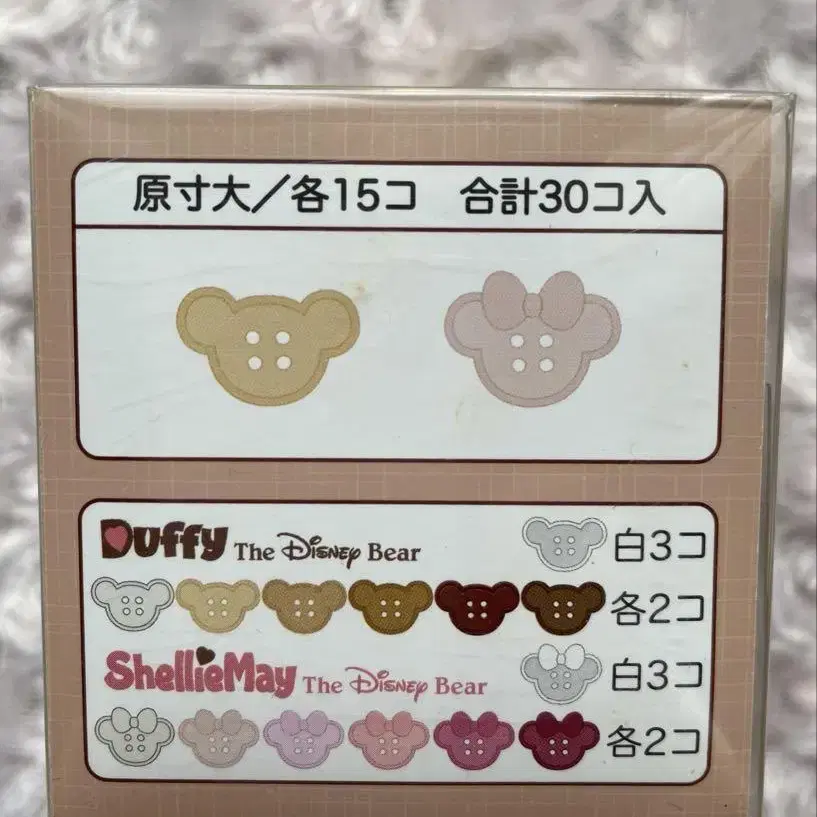 原寸大／各15コ 合計30コ入
Duffy The Disney Bear 白3コ
各2コ
ShellieMay The Disney Bear 白3コ
各2コ